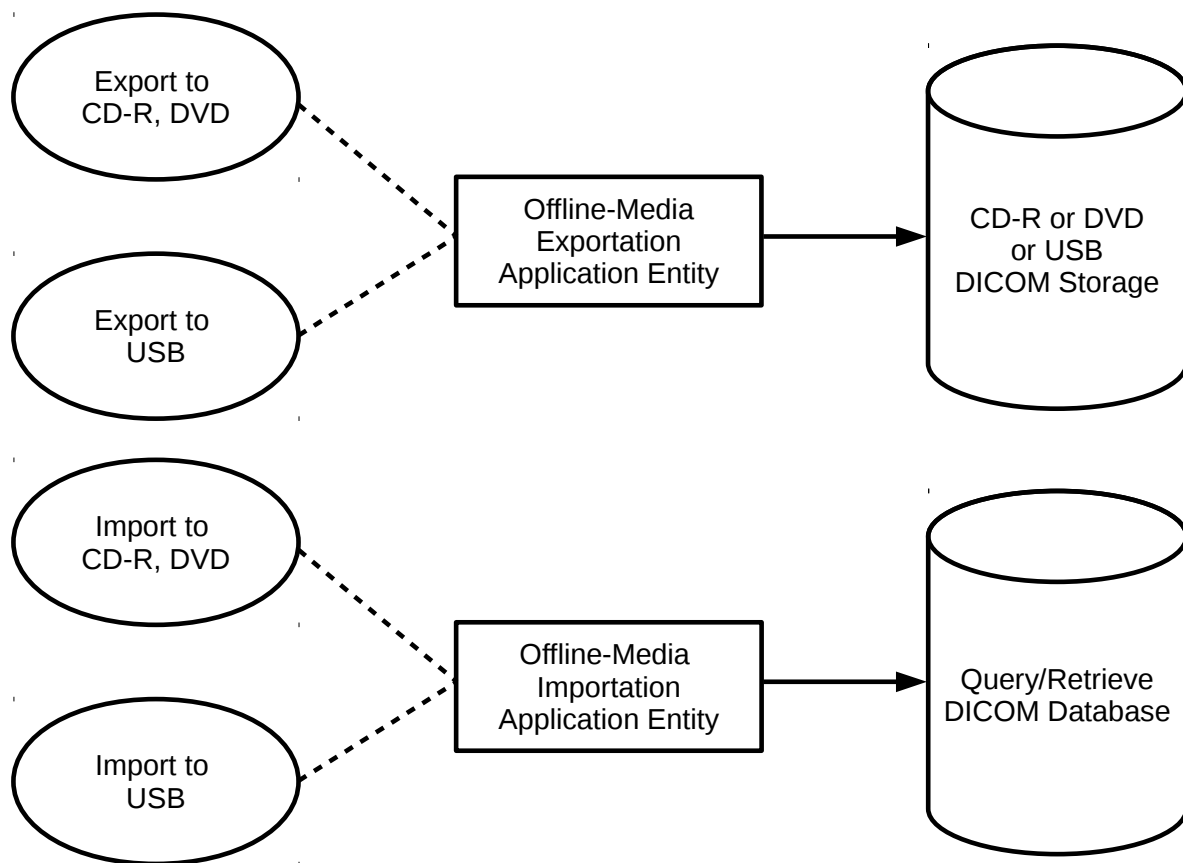 Export to
CD-R, DVD
Offline-Media
Exportation
Application Entity
CD-R or DVD
or USB
DICOM Storage
Export to
USB
Import to
CD-R, DVD
Offline-Media
Importation
Application Entity
Query/Retrieve
DICOM Database
Import to
USB